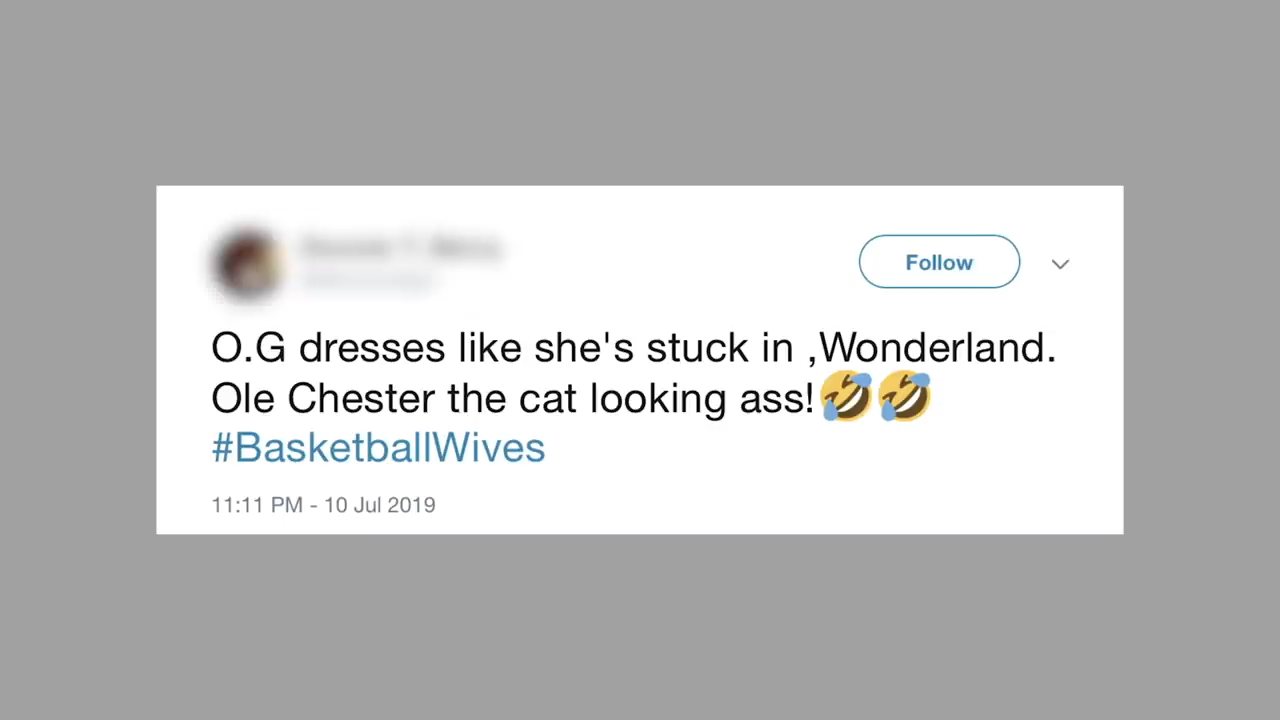 Follow
O.G dresses like she's stuck in ,Wonderland.
Ole Chester the cat looking ass!🤣🤣
#BasketballWives
11:11 PM - 10 Jul 2019